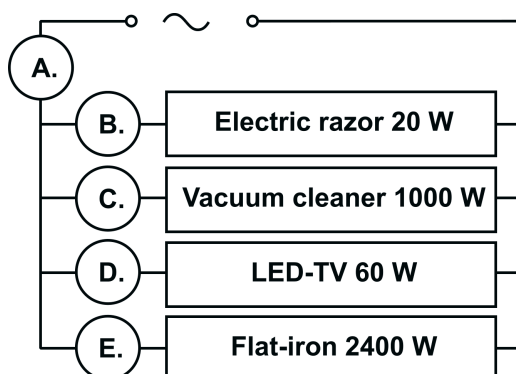 A.
B.
Electric razor 20 W
C.
Vacuum cleaner 1000 W
D.
LED-TV 60 W
E.
Flat-iron 2400 W